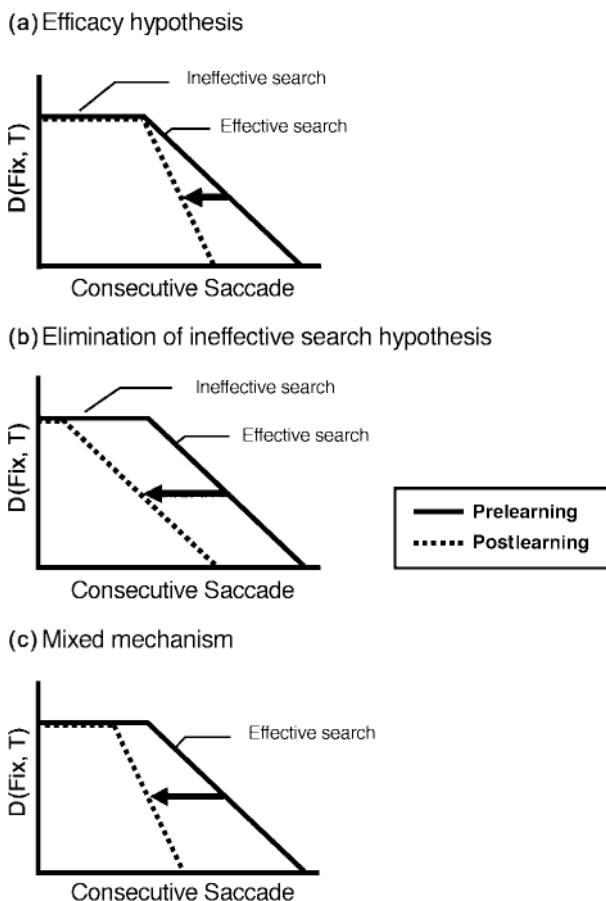 (a) Efficacy hypothesis
Ineffective search
Effective search
D(Fix, T)
Consecutive Saccade
(b) Elimination of ineffective search hypothesis
Ineffective search
Effective search
D(Fix, T)
Consecutive Saccade
Prelearning
Postlearning
(c) Mixed mechanism
Effective search
D(Fix, T)
Consecutive Saccade